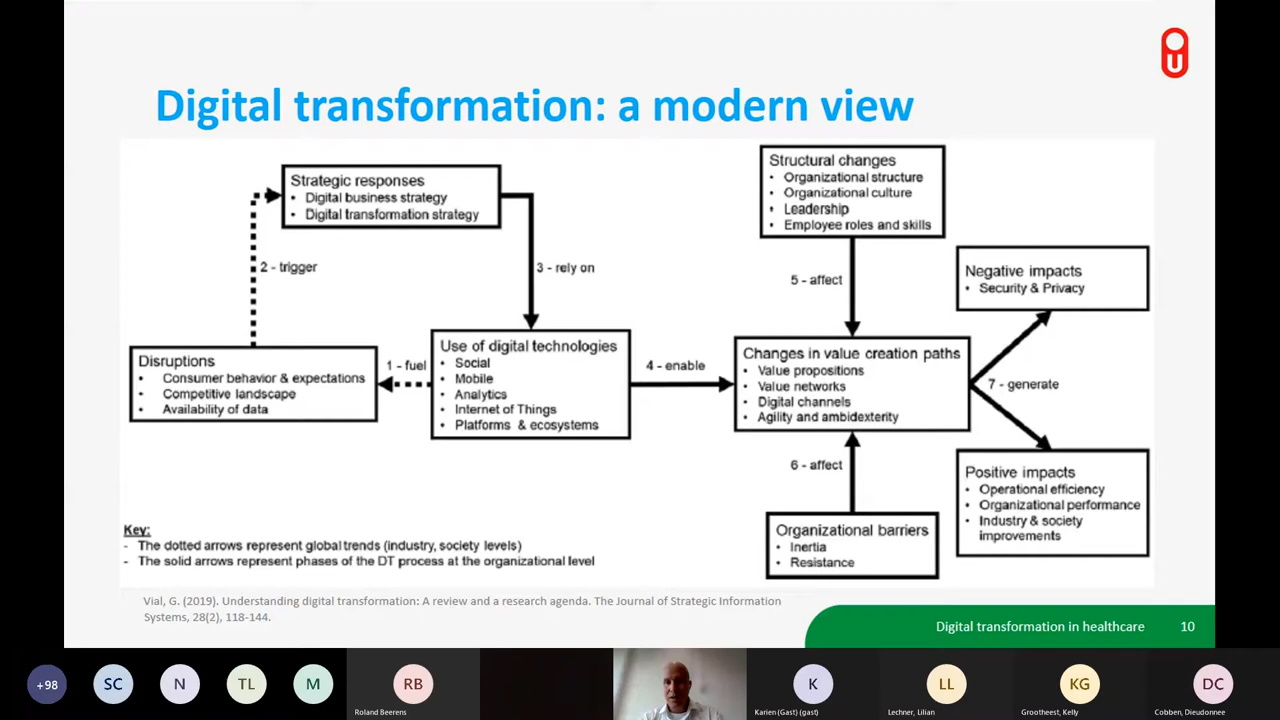 Digital transformation: a modern view
Strategic responses
• Digital business strategy
• Digital transformation strategy
2 - trigger
3 - rely on
Disruptions
• Consumer behavior & expectations
• Competitive landscape
• Availability of data
1 - fuel
Use of digital technologies
• Social
• Mobile
• Analytics
• Internet of Things
• Platforms & ecosystems
4 - enable
Structural changes
• Organizational structure
• Organizational culture
• Leadership
• Employee roles and skills
5 - affect
Changes in value creation paths
• Value propositions
• Value networks
• Digital channels
• Agility and ambidexterity
6 - affect
Organizational barriers
• Inertia
• Resistance
Negative impacts
• Security & Privacy
7 - generate
Positive impacts
• Operational efficiency
• Organizational performance
• Industry & society
improvements
Key:
- The dotted arrows represent global trends (industry, society levels)
- The solid arrows represent phases of the DT process at the organizational level
Vial, G. (2019). Understanding digital transformation: A review and a research agenda. The Journal of Strategic Information
Systems, 28(2), 118-144.
Digital transformation in healthcare 10
+98
SC
N
TL
M
RB
Roland Beerens
K
Karien (Gast) (gast)
LL
Lechner, Lilian
KG
Grootheest, Kelly
DC
Cobben, Dieudonnee